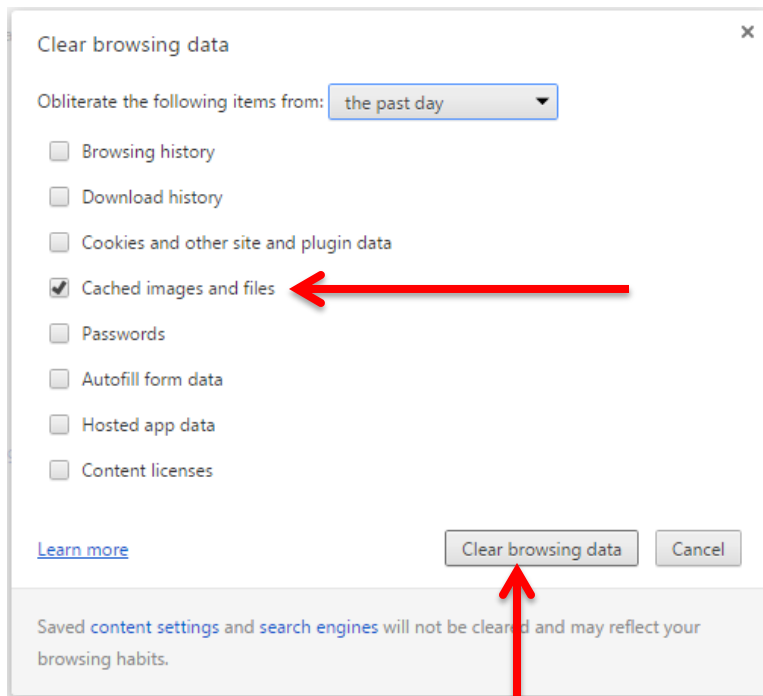 Clear browsing data
Obliterate the following items from: the past day
Browsing history
Download history
Cookies and other site and plugin data
Cached images and files
Passwords
Autofill form data
Hosted app data
Content licenses
Learn more Clear browsing data Cancel
Saved content settings and search engines will not be cleared and may reflect your
browsing habits.